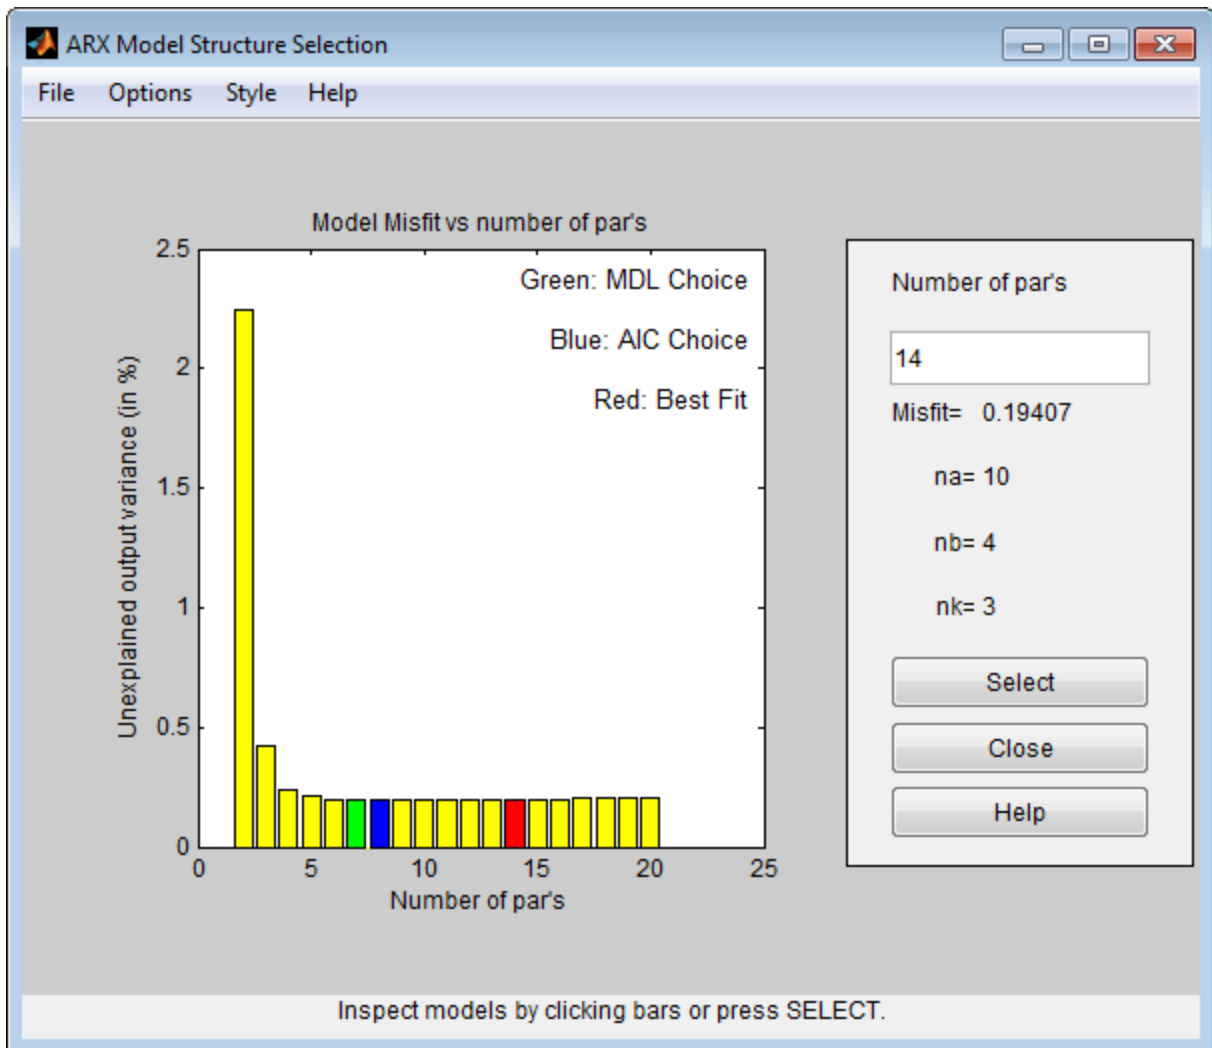 ARX Model Structure Selection
File Options Style Help
Model Misfit vs number of par's
2.5
2
1.5
1
0.5
0
Unexplained output variance (in %)
Green: MDL Choice
Blue: AIC Choice
Red: Best Fit
0 5 10 15 20 25
Number of par's
Number of par's
14
Misfit= 0.19407
na= 10
nb= 4
nk= 3
Select
Close
Help
Inspect models by clicking bars or press SELECT.